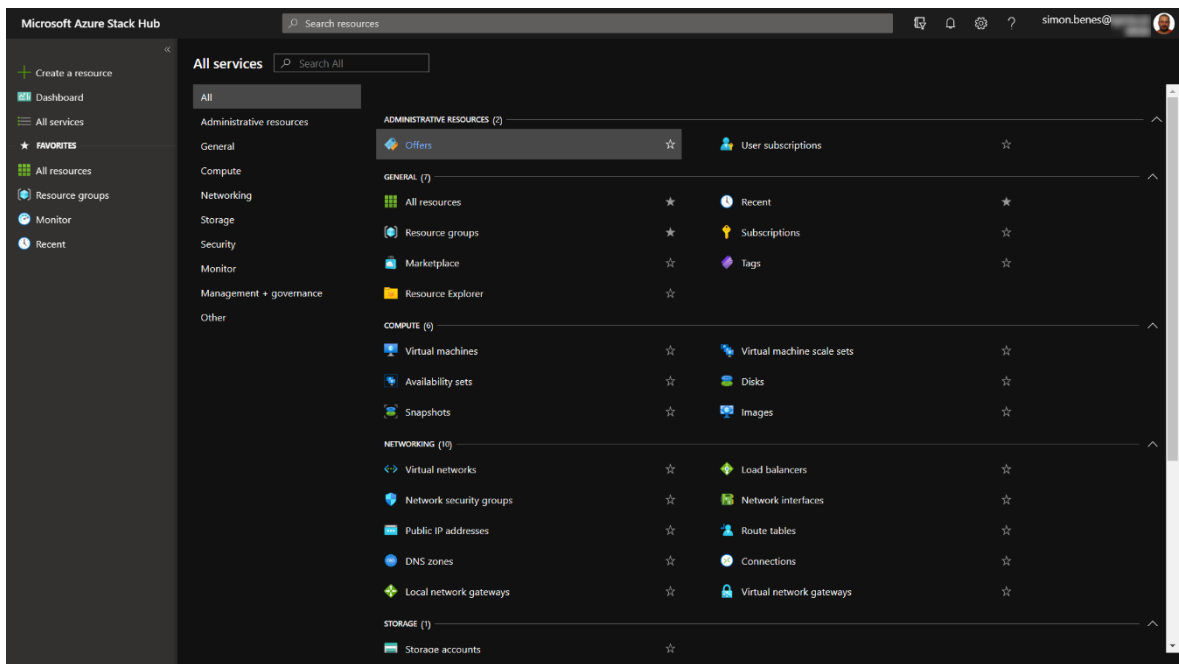 Microsoft Azure Stack Hub
Search resources
simon.benes@
Create a resource
Dashboard
All services
FAVORITES
All resources
Resource groups
Monitor
Recent
All services
Search All
All
Administrative resources
General
Compute
Networking
Storage
Security
Monitor
Management + governance
Other
ADMINISTRATIVE RESOURCES (2)
Offers
User subscriptions
GENERAL (7)
All resources
Recent
Resource groups
Subscriptions
Marketplace
Tags
Resource Explorer
COMPUTE (6)
Virtual machines
Virtual machine scale sets
Availability sets
Disks
Snapshots
Images
NETWORKING (10)
Virtual networks
Load balancers
Network security groups
Network interfaces
Public IP addresses
Route tables
DNS zones
Connections
Local network gateways
Virtual network gateways
STORAGE (1)
Storage accounts